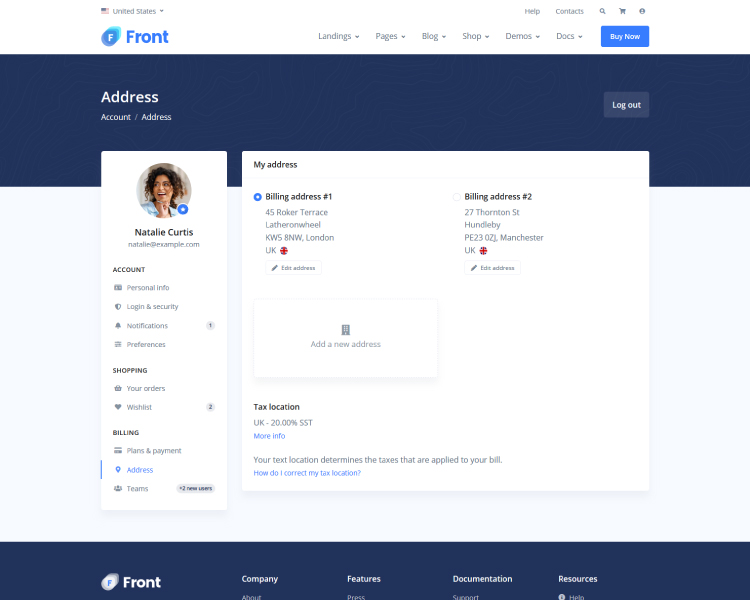 United States
Help Contacts
Front
Landings Pages Blog Shop Demos Docs Buy Now
Address
Account / Address
Log out
Natalie Curtis
natalie@example.com
ACCOUNT
Personal info
Login & security
Notifications 1
Preferences
SHOPPING
Your orders
Wishlist 2
BILLING
Plans & payment
Address
Teams +2 new users
My address
Billing address #1
45 Roker Terrace
Latheronwheel
KW5 8NW, London
UK
Edit address
Billing address #2
27 Thornton St
Hundleby
PE23 0ZJ, Manchester
UK
Edit address
Add a new address
Tax location
UK - 20.00% SST
More info
Your text location determines the taxes that are applied to your bill.
How do I correct my tax location?
Front
Company Features Documentation Resources
About Press Support Help